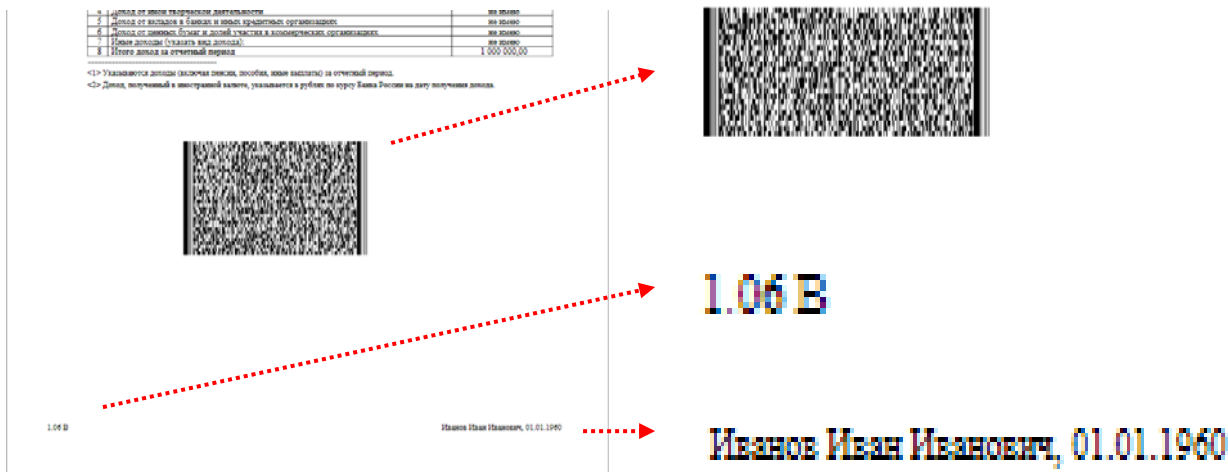 4 Доход от иной творческой деятельности не имею
5 Доход от вкладов в банках и иных кредитных организациях не имею
6 Доход от ценных бумаг и долей участия в коммерческих организациях не имею
7 Иные доходы (указать вид дохода): не имею
8 Итого доход за отчетный период 1 000 000,00
<1> Указываются доходы (включая пенсии, пособия, иные выплаты) за отчетный период.
<2> Доход, полученный в иностранной валюте, указывается в рублях по курсу Банка России на дату получения дохода.
1.06 В
1.06 В Иванов Иван Иванович, 01.01.1960
Иванов Иван Иванович, 01.01.1960